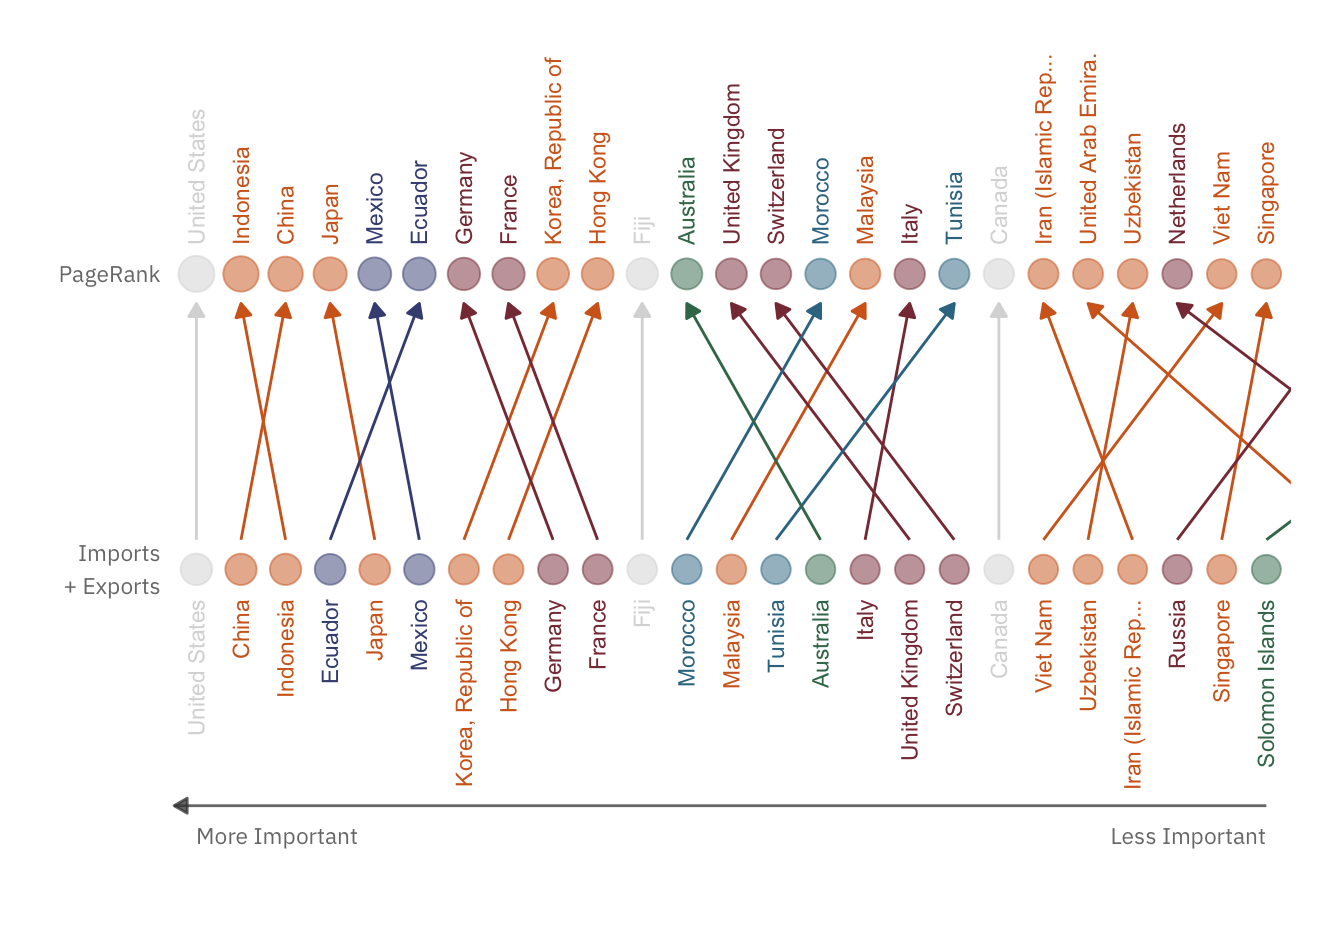 United States
Indonesia
China
Japan
Mexico
Ecuador
Germany
France
Korea, Republic of
Hong Kong
Fiji
Australia
United Kingdom
Switzerland
Morocco
Malaysia
Italy
Tunisia
Canada
Iran (Islamic Rep...
United Arab Emira.
Uzbekistan
Netherlands
Viet Nam
Singapore
PageRank
Imports
+ Exports
United States
China
Indonesia
Ecuador
Japan
Mexico
Korea, Republic of
Hong Kong
Germany
France
Fiji
Morocco
Malaysia
Tunisia
Australia
Italy
United Kingdom
Switzerland
Canada
Viet Nam
Uzbekistan
Iran (Islamic Rep...
Russia
Singapore
Solomon Islands
More Important
Less Important